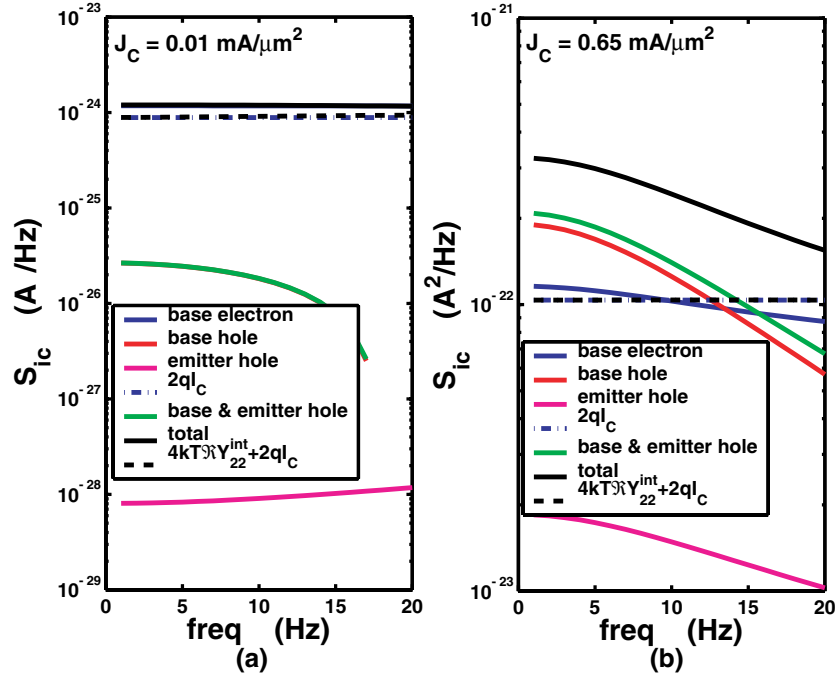 10^-23
J_C = 0.01 mA/μm^2
10^-24
10^-25
10^-26
10^-27
10^-28
10^-29
S_ic (A /Hz)
base electron
base hole
emitter hole
2qI_C
base & emitter hole
total
4kTℜY_22^int+2qI_C
0 5 10 15 20
freq (Hz)
(a)
10^-21
J_C = 0.65 mA/μm^2
10^-22
10^-23
S_ic (A^2/Hz)
base electron
base hole
emitter hole
2qI_C
base & emitter hole
total
4kTℜY_22^int+2qI_C
0 5 10 15 20
freq (Hz)
(b)